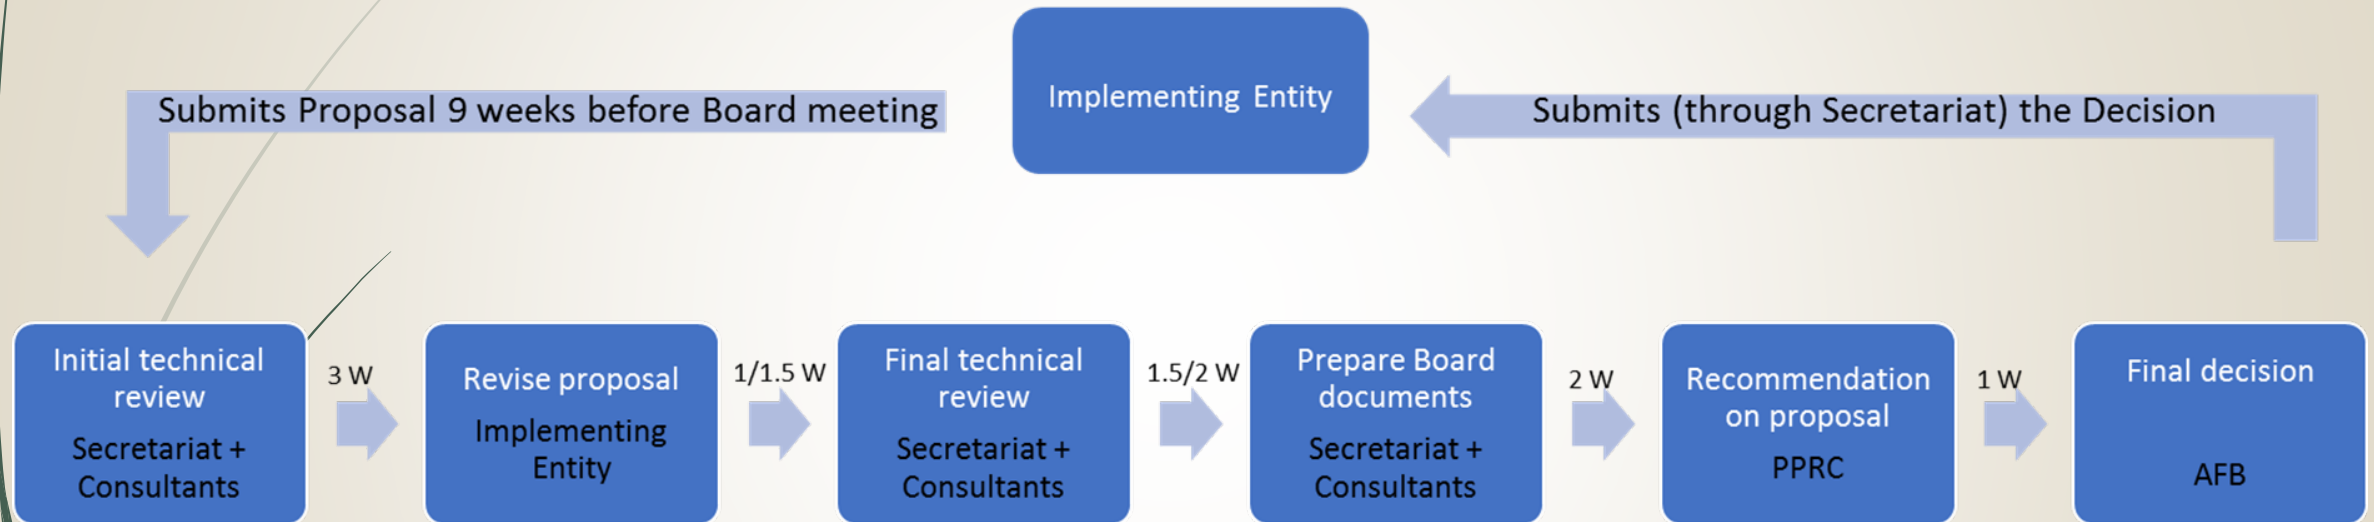 Implementing Entity
Submits Proposal 9 weeks before Board meeting
Submits (through Secretariat) the Decision
Initial technical
review
Secretariat +
Consultants
3 W
Revise proposal
Implementing
Entity
1/1.5 W
Final technical
review
Secretariat +
Consultants
1.5/2 W
Prepare Board
documents
Secretariat +
Consultants
2 W
Recommendation
on proposal
PPRC
1 W
Final decision
AFB